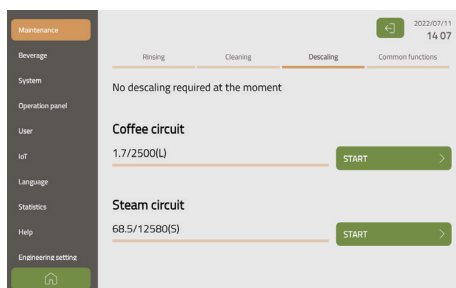 Maintenance
Beverage
System
Operation panel
User
IoT
Language
Statistics
Help
Engineering setting
2022/07/11
14 07
Rinsing
Cleaning
Descaling
Common functions
No descaling required at the moment
Coffee circuit
1.7/2500(L)
START
Steam circuit
68.5/12580(S)
START